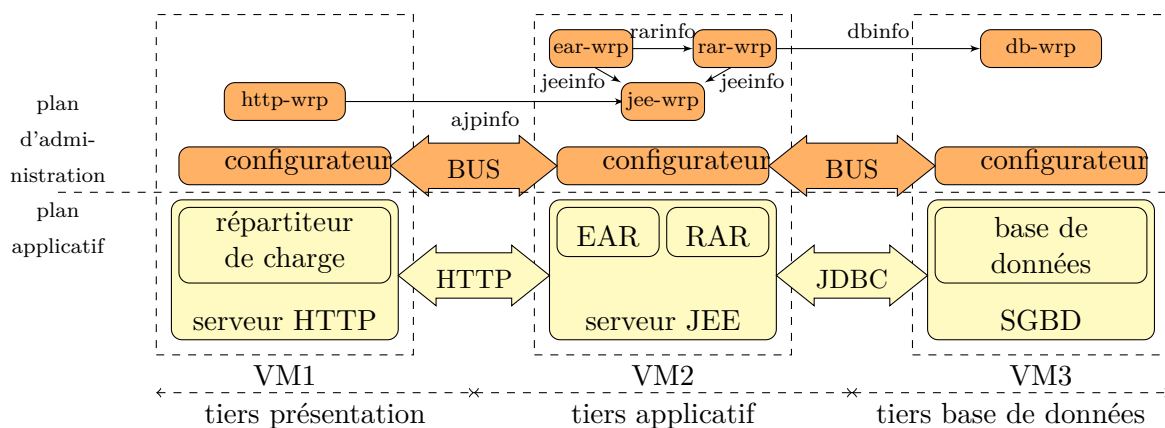 ear-wrp rarinfo rar-wrp dbinfo db-wrp
jeeinfo jeeinfo
http-wrp jee-wrp
ajpinfo
plan
d'admi-
nistration
configurateur BUS configurateur BUS configurateur
plan
applicatif
répartiteur
de charge
EAR RAR
base de
données
HTTP JDBC
serveur HTTP serveur JEE SGBD
VM1 VM2 VM3
tiers présentation tiers applicatif tiers base de données